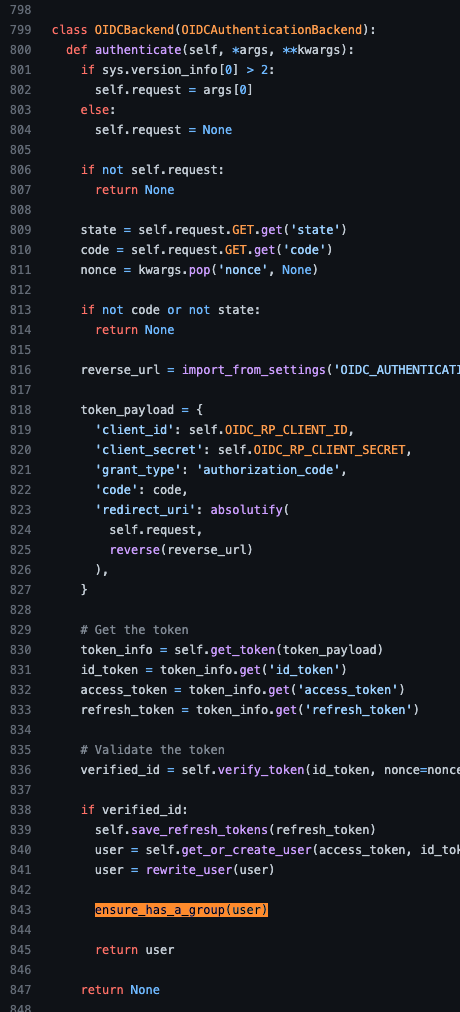 798
799 class OIDCBackend(OIDCAuthenticationBackend):
800   def authenticate(self, *args, **kwargs):
801     if sys.version_info[0] > 2:
802       self.request = args[0]
803     else:
804       self.request = None
805
806     if not self.request:
807       return None
808
809     state = self.request.GET.get('state')
810     code = self.request.GET.get('code')
811     nonce = kwargs.pop('nonce', None)
812
813     if not code or not state:
814       return None
815
816     reverse_url = import_from_settings('OIDC_AUTHENTICATI
817
818     token_payload = {
819       'client_id': self.OIDC_RP_CLIENT_ID,
820       'client_secret': self.OIDC_RP_CLIENT_SECRET,
821       'grant_type': 'authorization_code',
822       'code': code,
823       'redirect_uri': absolutify(
824         self.request,
825         reverse(reverse_url)
826       ),
827     }
828
829     # Get the token
830     token_info = self.get_token(token_payload)
831     id_token = token_info.get('id_token')
832     access_token = token_info.get('access_token')
833     refresh_token = token_info.get('refresh_token')
834
835     # Validate the token
836     verified_id = self.verify_token(id_token, nonce=nonce
837
838     if verified_id:
839       self.save_refresh_tokens(refresh_token)
840       user = self.get_or_create_user(access_token, id_tok
841       user = rewrite_user(user)
842
843       ensure_has_a_group(user)
844
845       return user
846
847     return None
848